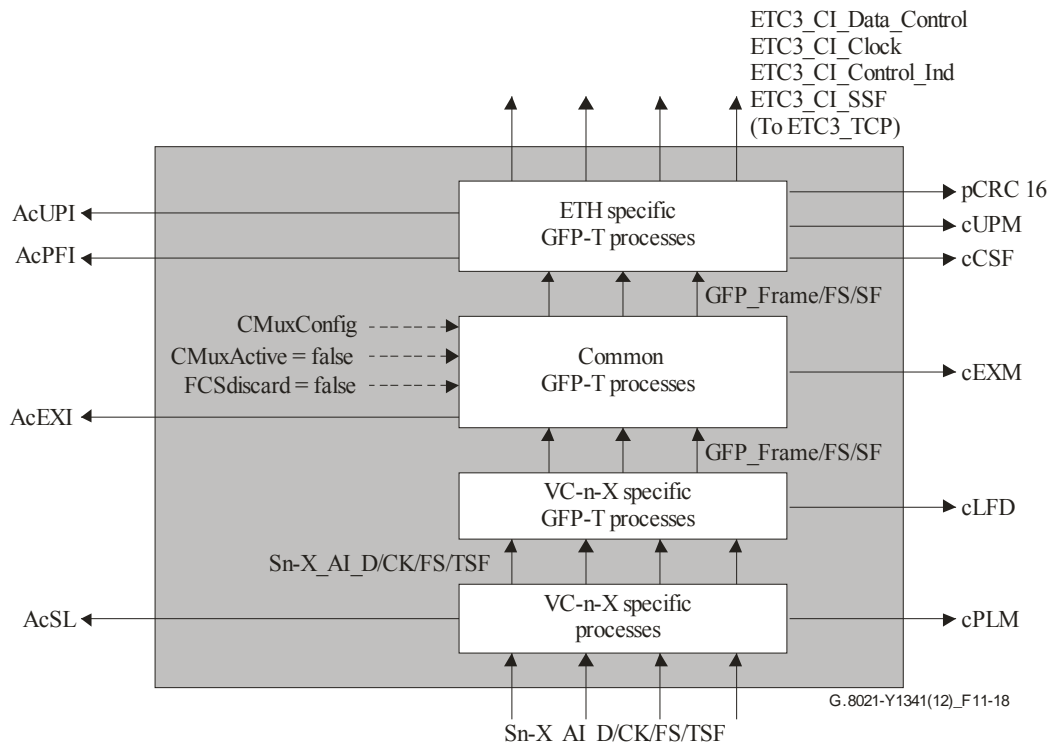 ETC3_CI_Data_Control
ETC3_CI_Clock
ETC3_CI_Control_Ind
ETC3_CI_SSF
(To ETC3_TCP)
AcUPI
AcPFI
ETH specific
GFP-T processes
pCRC 16
cUPM
cCSF
GFP_Frame/FS/SF
CMuxConfig
CMuxActive = false
FCSdiscard = false
Common
GFP-T processes
cEXM
AcEXI
GFP_Frame/FS/SF
VC-n-X specific
GFP-T processes
cLFD
Sn-X_AI_D/CK/FS/TSF
AcSL
VC-n-X specific
processes
cPLM
G.8021-Y1341(12)_F11-18
Sn-X_AI_D/CK/FS/TSF